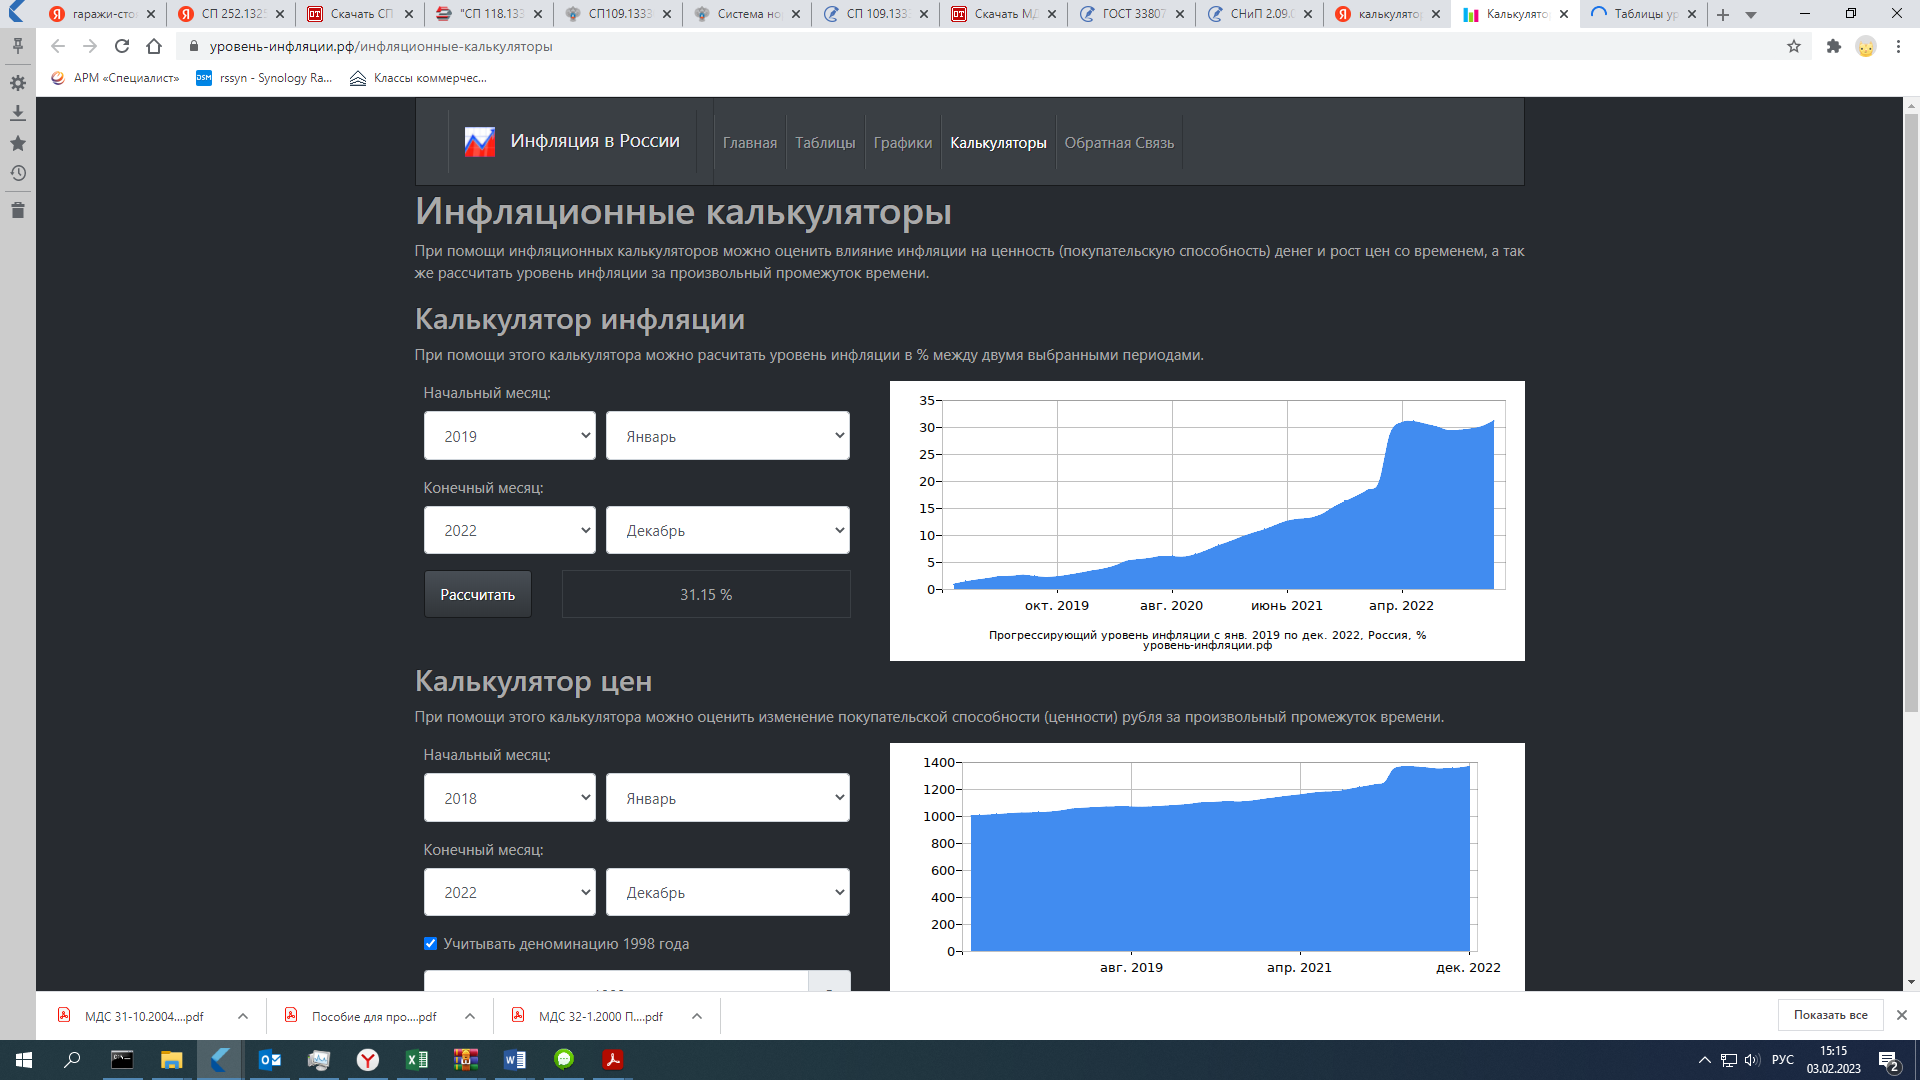 гаражи-сто
СП 252.132
Скачать СП
"СП 118.133
СП109.1333
Система но
СП 109.133
Скачать МД
ГОСТ 33807
СНиП 2.09.0
калькулятор
Калькулятор
Таблицы ур
уровень-инфляции.рф/инфляционные-калькуляторы
АРМ «Специалист»
rssyn - Synology Ra...
Классы коммерчес...
Инфляция в России
Главная
Таблицы
Графики
Калькуляторы
Обратная Связь
Инфляционные калькуляторы
При помощи инфляционных калькуляторов можно оценить влияние инфляции на ценность (покупательскую способность) денег и рост цен со временем, а так
же рассчитать уровень инфляции за произвольный промежуток времени.
Калькулятор инфляции
При помощи этого калькулятора можно расчитать уровень инфляции в % между двумя выбранными периодами.
Начальный месяц:
2019
Январь
Конечный месяц:
2022
Декабрь
Рассчитать
31.15 %
35
30
25
20
15
10
5
0
окт. 2019
авг. 2020
июнь 2021
апр. 2022
Прогрессирующий уровень инфляции с янв. 2019 по дек. 2022, Россия, %
уровень-инфляции.рф
Калькулятор цен
При помощи этого калькулятора можно оценить изменение покупательской способности (ценности) рубля за произвольный промежуток времени.
Начальный месяц:
2018
Январь
Конечный месяц:
2022
Декабрь
Учитывать деноминацию 1998 года
1400
1200
1000
800
600
400
200
0
авг. 2019
апр. 2021
дек. 2022
МДС 31-10.2004....pdf
Пособие для про....pdf
МДС 32-1.2000 П....pdf
Показать все
РУС
15:15
03.02.2023
2